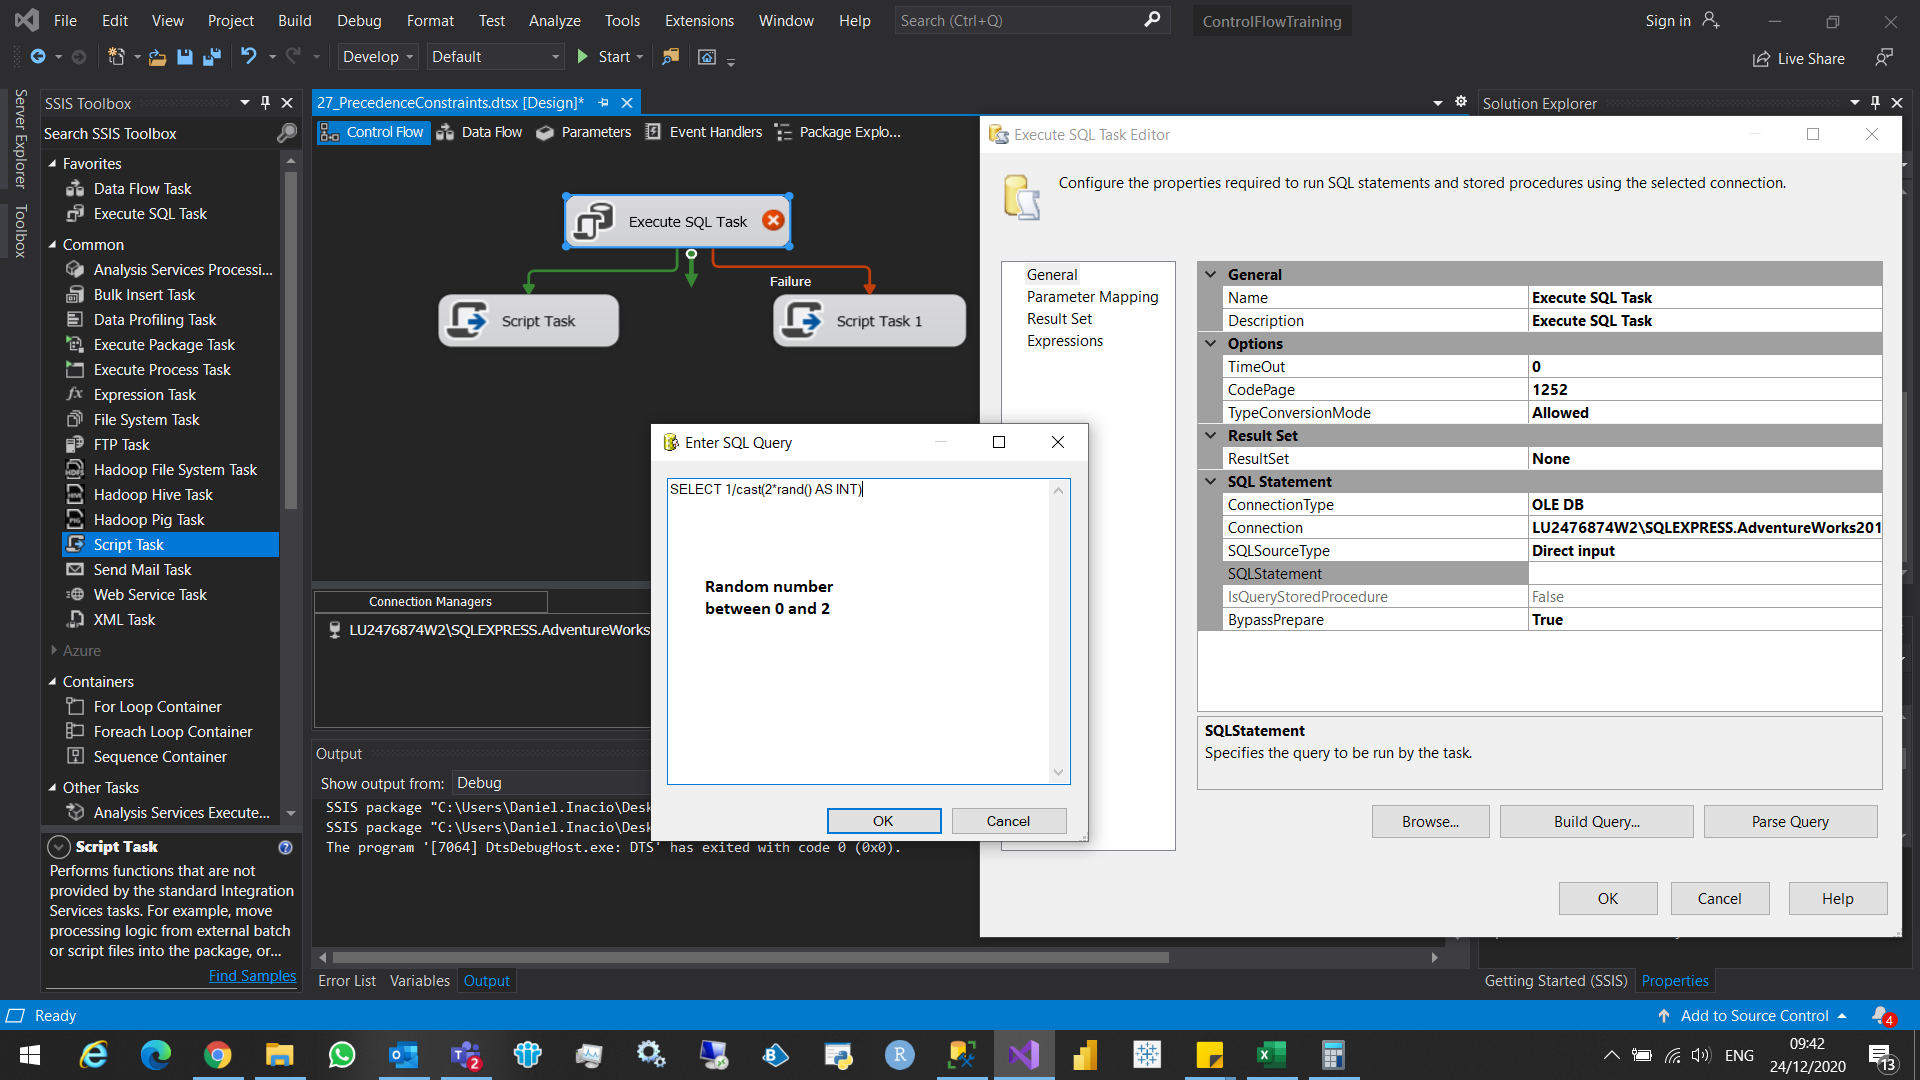 File Edit View Project Build Debug Format Test Analyze Tools Extensions Window Help Search (Ctrl+Q) ControlFlowTraining Sign in
Develop Default Start Live Share
Server Explorer
Toolbox
SSIS Toolbox
Search SSIS Toolbox
Favorites
Data Flow Task
Execute SQL Task
Common
Analysis Services Processi...
Bulk Insert Task
Data Profiling Task
Execute Package Task
Execute Process Task
Expression Task
File System Task
FTP Task
Hadoop File System Task
Hadoop Hive Task
Hadoop Pig Task
Script Task
Send Mail Task
Web Service Task
XML Task
Azure
Containers
For Loop Container
Foreach Loop Container
Sequence Container
Other Tasks
Analysis Services Execute...
Script Task
Performs functions that are not
provided by the standard Integration
Services tasks. For example, move
processing logic from external batch
or script files into the package, or...
Find Samples
27_PrecedenceConstraints.dtsx [Design]*
Control Flow Data Flow Parameters Event Handlers Package Explo...
Execute SQL Task
Failure
Script Task
Script Task 1
Connection Managers
LU2476874W2\SQLEXPRESS.AdventureWorks
Output
Show output from: Debug
SSIS package "C:\Users\Daniel.Inacio\Desk
SSIS package "C:\Users\Daniel.Inacio\Desk
The program '[7064] DtsDebugHost.exe: DTS' has exited with code 0 (0x0).
Error List Variables Output
Enter SQL Query
SELECT 1/cast(2*rand() AS INT)
Random number
between 0 and 2
OK Cancel
Solution Explorer
Execute SQL Task Editor
Configure the properties required to run SQL statements and stored procedures using the selected connection.
General
Parameter Mapping
Result Set
Expressions
General
Name Execute SQL Task
Description Execute SQL Task
Options
TimeOut 0
CodePage 1252
TypeConversionMode Allowed
Result Set
ResultSet None
SQL Statement
ConnectionType OLE DB
Connection LU2476874W2\SQLEXPRESS.AdventureWorks201
SQLSourceType Direct input
SQLStatement
IsQueryStoredProcedure False
BypassPrepare True
SQLStatement
Specifies the query to be run by the task.
Browse... Build Query... Parse Query
OK Cancel Help
Getting Started (SSIS) Properties
Ready Add to Source Control 4
2 R ENG 09:42
24/12/2020 13